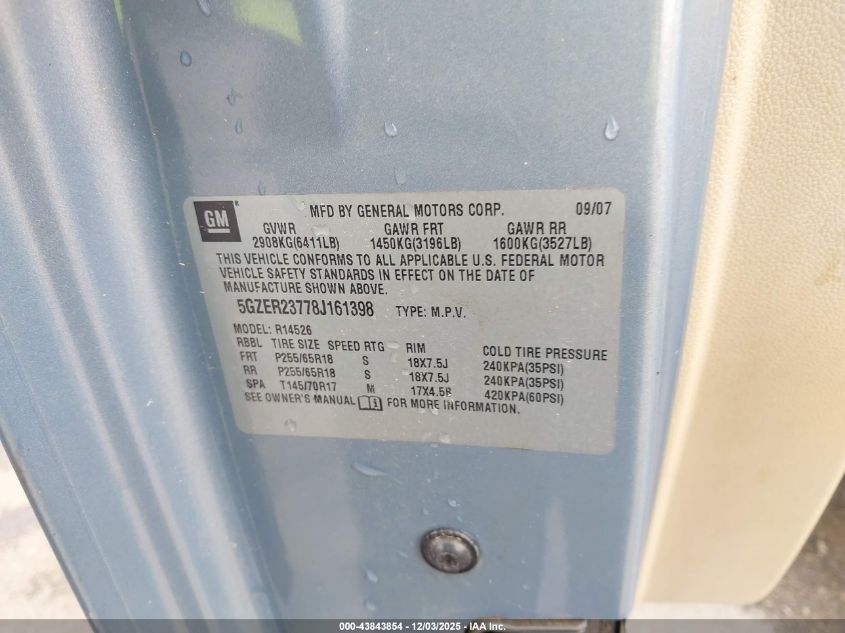 GM
MFD BY GENERAL MOTORS CORP. 09/07
GVWR GAWR FRT GAWR RR
2908KG(6411LB) 1450KG(3196LB) 1600KG(3527LB)
THIS VEHICLE CONFORMS TO ALL APPLICABLE U.S. FEDERAL MOTOR
VEHICLE SAFETY STANDARDS IN EFFECT ON THE DATE OF
MANUFACTURE SHOWN ABOVE.
5GZER23778J161398 TYPE: M.P.V.
MODEL: R14526
RBBL TIRE SIZE SPEED RTG RIM COLD TIRE PRESSURE
FRT P255/65R18 S 18X7.5J 240KPA(35PSI)
RR P255/65R18 S 18X7.5J 240KPA(35PSI)
SPA T145/70R17 M 17X4.5B 420KPA(60PSI)
SEE OWNER'S MANUAL FOR MORE INFORMATION.
000-43843854 | 12/03/2025 - IAA Inc.